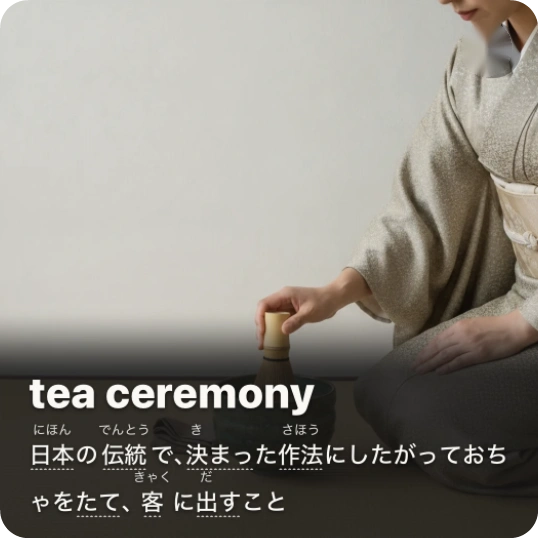 tea ceremony
にほん でんとう き さほう
日本の伝統で、決まった作法にしたがっておち
きゃく だ
ゃをたて、客に出すこと